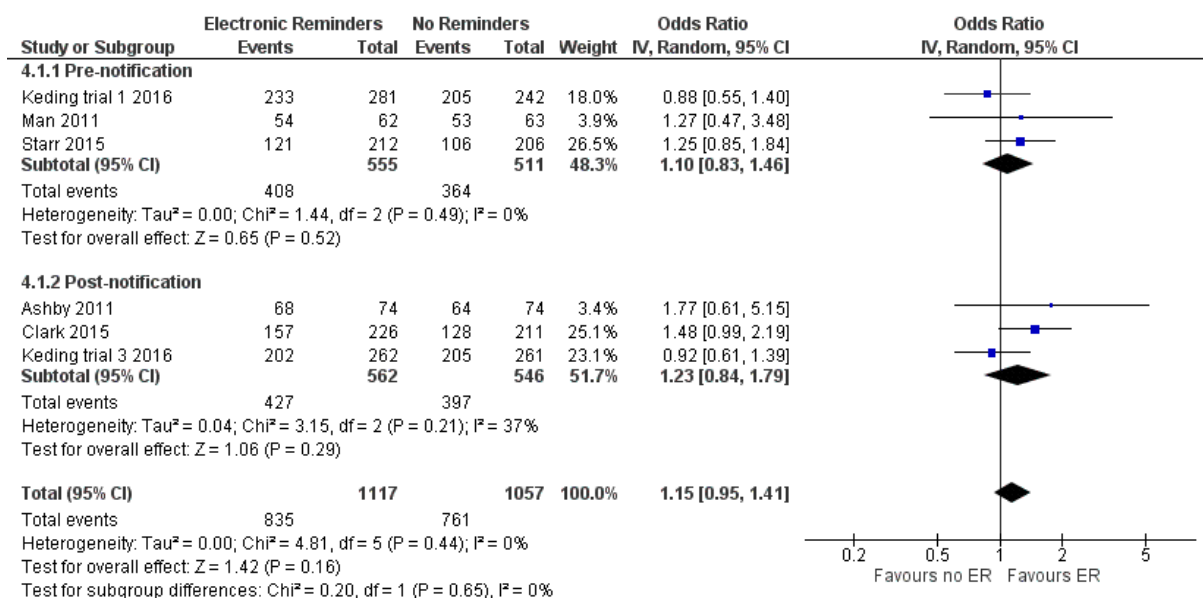 Electronic Reminders No Reminders Odds Ratio Odds Ratio
Study or Subgroup Events Total Events Total Weight IV, Random, 95% CI IV, Random, 95% CI
4.1.1 Pre-notification
Keding trial 1 2016 233 281 205 242 18.0% 0.88 [0.55, 1.40]
Man 2011 54 62 53 63 3.9% 1.27 [0.47, 3.48]
Starr 2015 121 212 106 206 26.5% 1.25 [0.85, 1.84]
Subtotal (95% CI) 555 511 48.3% 1.10 [0.83, 1.46]
Total events 408 364
Heterogeneity: Tau² = 0.00; Chi² = 1.44, df = 2 (P = 0.49); I² = 0%
Test for overall effect: Z = 0.65 (P = 0.52)
4.1.2 Post-notification
Ashby 2011 68 74 64 74 3.4% 1.77 [0.61, 5.15]
Clark 2015 157 226 128 211 25.1% 1.48 [0.99, 2.19]
Keding trial 3 2016 202 262 205 261 23.1% 0.92 [0.61, 1.39]
Subtotal (95% CI) 562 546 51.7% 1.23 [0.84, 1.79]
Total events 427 397
Heterogeneity: Tau² = 0.04; Chi² = 3.15, df = 2 (P = 0.21); I² = 37%
Test for overall effect: Z = 1.06 (P = 0.29)
Total (95% CI) 1117 1057 100.0% 1.15 [0.95, 1.41]
Total events 835 761
Heterogeneity: Tau² = 0.00; Chi² = 4.81, df = 5 (P = 0.44); I² = 0%
Test for overall effect: Z = 1.42 (P = 0.16)
Test for subgroup differences: Chi² = 0.20, df = 1 (P = 0.65), I² = 0%
0.2 0.5 1 2 5
Favours no ER Favours ER